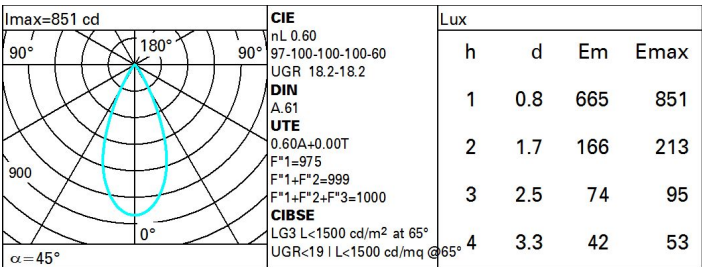 Imax=851 cd
90° 180° 90°
900
0°
α=45°
CIE
nL 0.60
97-100-100-100-60
UGR 18.2-18.2
DIN
A.61
UTE
0.60A+0.00T
F"1=975
F"1+F"2=999
F"1+F"2+F"3=1000
CIBSE
LG3 L<1500 cd/m² at 65°
UGR<19 | L<1500 cd/mq @65°
Lux
h d Em Emax
1 0.8 665 851
2 1.7 166 213
3 2.5 74 95
4 3.3 42 53